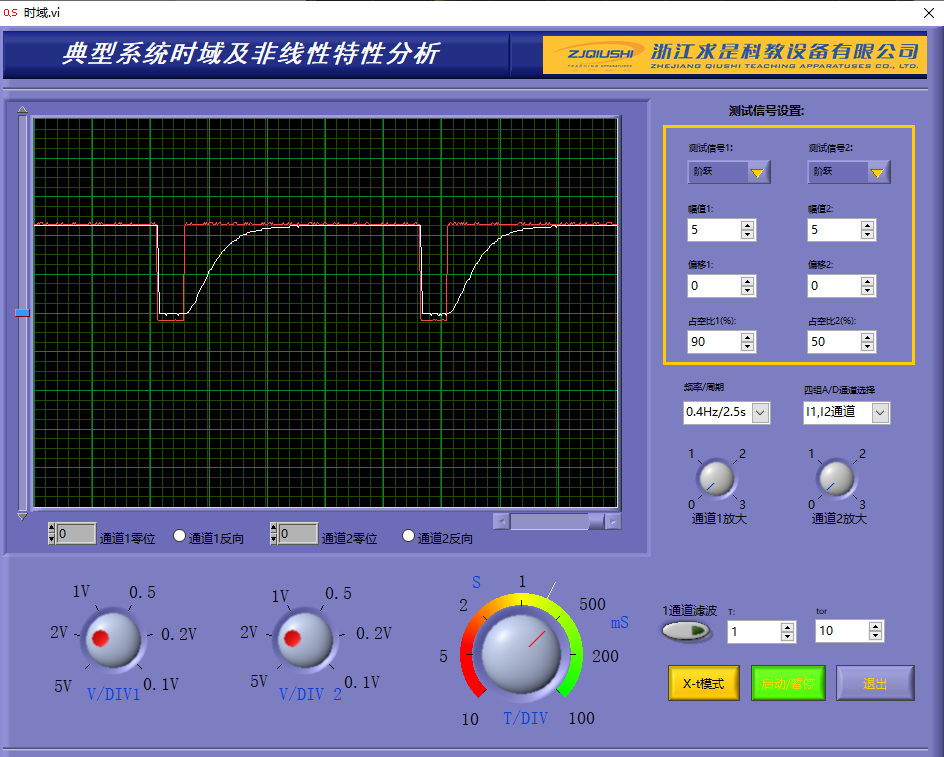 时域.vi
典型系统时域及非线性特性分析
ZJQIUSHI 浙江求是科教设备有限公司
ZHEJIANG QIUSHI TEACHING APPARATUSES CO., LTD.
测试信号设置:
测试信号1: 测试信号2:
阶跃 阶跃
幅值1: 幅值2:
5 5
偏移1: 偏移2:
0 0
占空比1(%): 占空比2(%):
90 50
频率/周期 四组A/D通道选择
0.4Hz/2.5s I1,I2通道
1 2 1 2
0 3 0 3
通道1放大 通道2放大
0 通道1零位 通道1反向 0 通道2零位 通道2反向
1V 0.5 1V 0.5 S 1 500 mS
2V 0.2V 2V 0.2V 2 200
5V 0.1V 5V 0.1V 5 100
V/DIV1 V/DIV 2 10 T/DIV
1通道滤波 T: tor
1 10
X-t模式 启动/暂停 退出